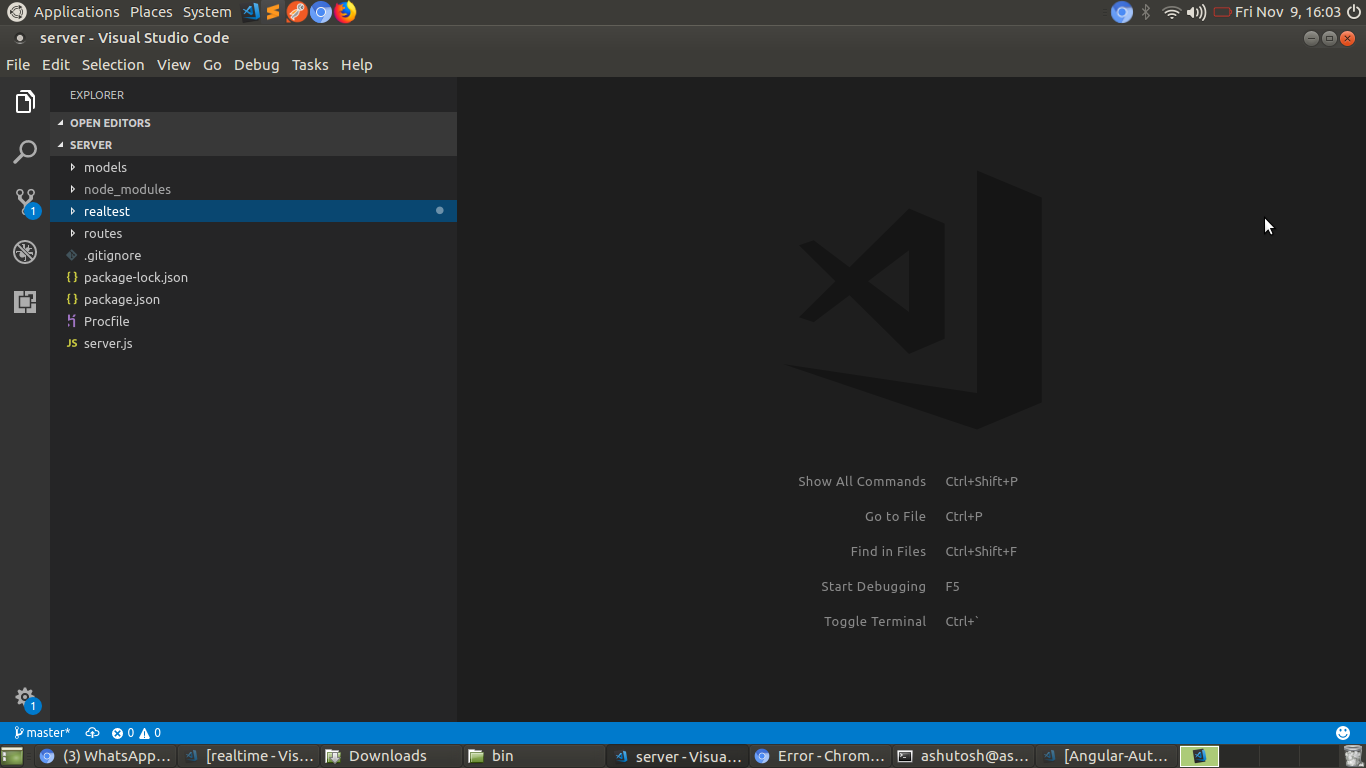 Applications Places System Fri Nov 9, 16:03
server - Visual Studio Code
File Edit Selection View Go Debug Tasks Help
EXPLORER
OPEN EDITORS
SERVER
models
node_modules
realtest
routes
.gitignore
{ } package-lock.json
{ } package.json
Procfile
JS server.js
1
Show All Commands Ctrl+Shift+P
Go to File Ctrl+P
Find in Files Ctrl+Shift+F
Start Debugging F5
Toggle Terminal Ctrl+`
1
master* 0 0
(3) WhatsApp... [realtime - Vis... Downloads bin server - Visua... Error - Chrom... ashutosh@as... [Angular-Aut...